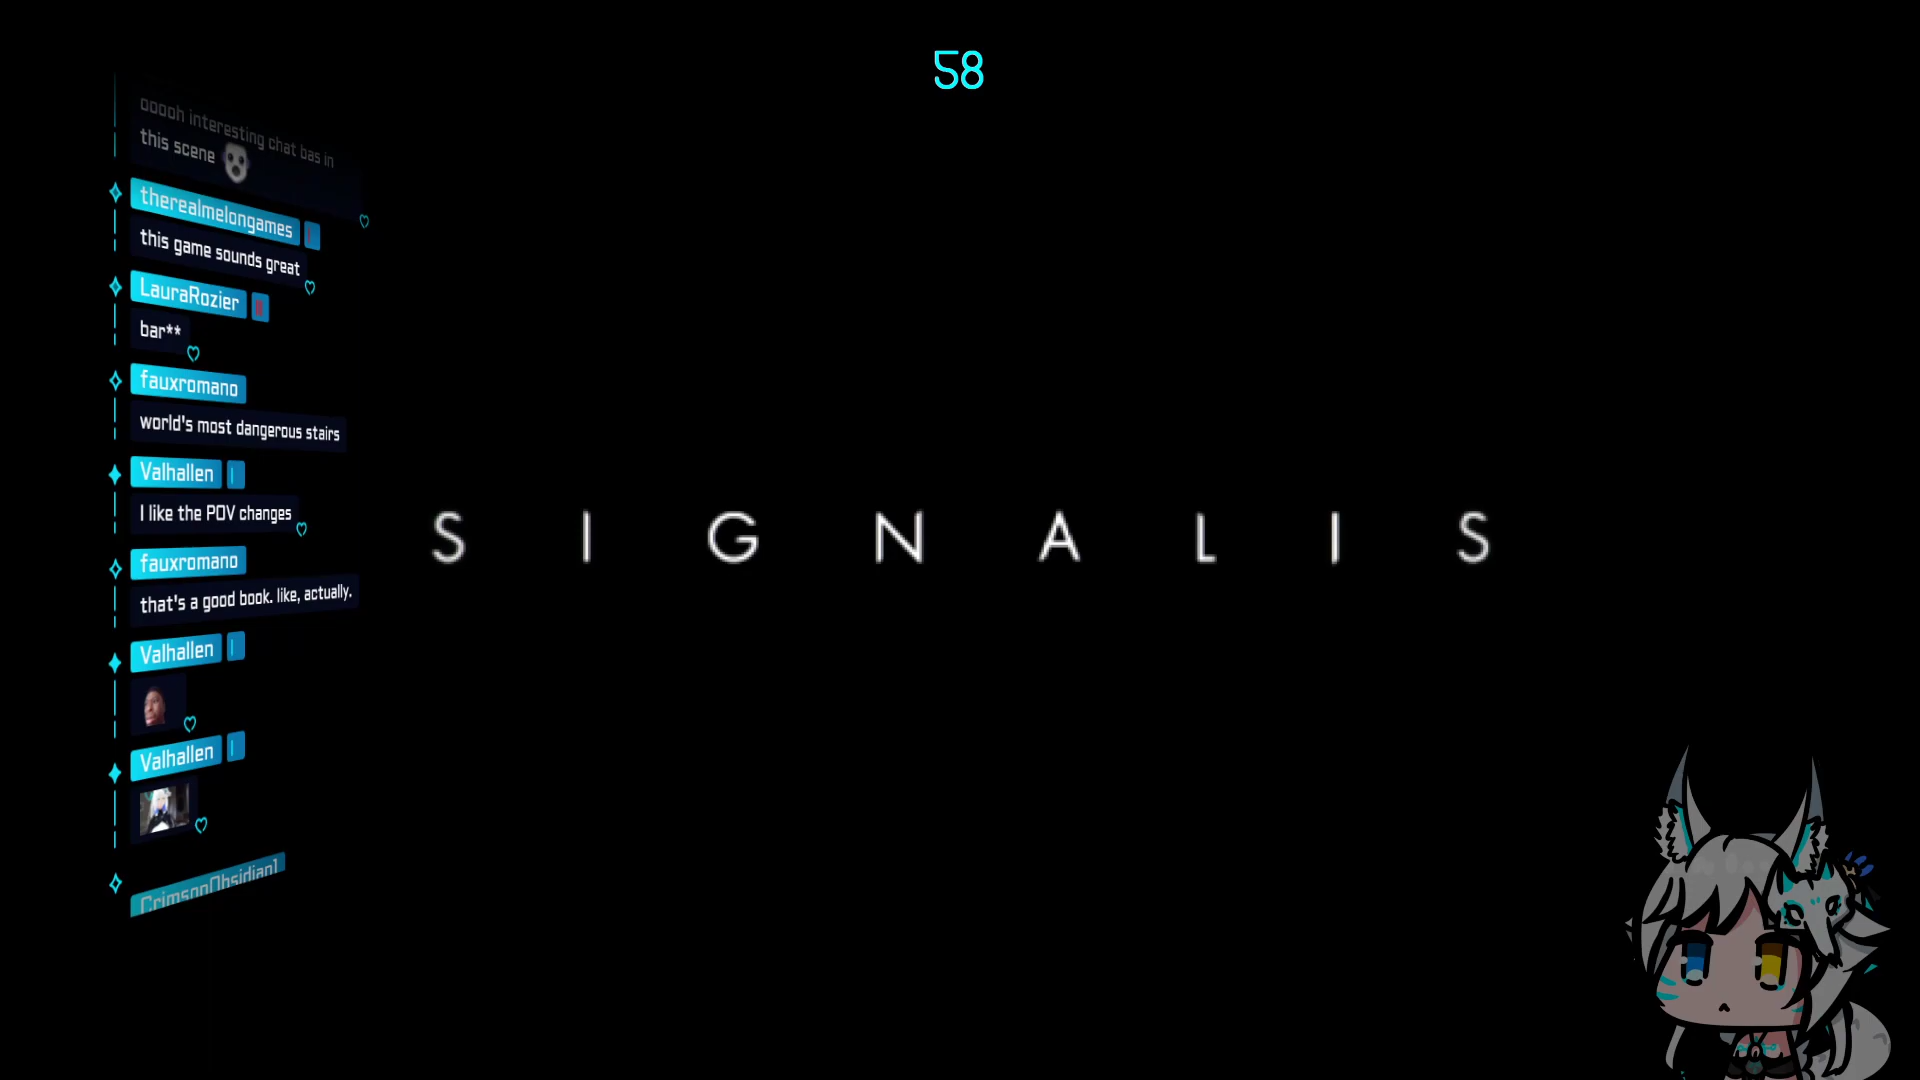 58
ooooh interesting chat bas in
this scene
therealmelongames
this game sounds great
LauraRozier
bar**
fauxromano
world's most dangerous stairs
Valhallen
I like the POV changes
fauxromano
that's a good book. like, actually.
Valhallen
Valhallen
CrimsonObsidian1
S I G N A L I S